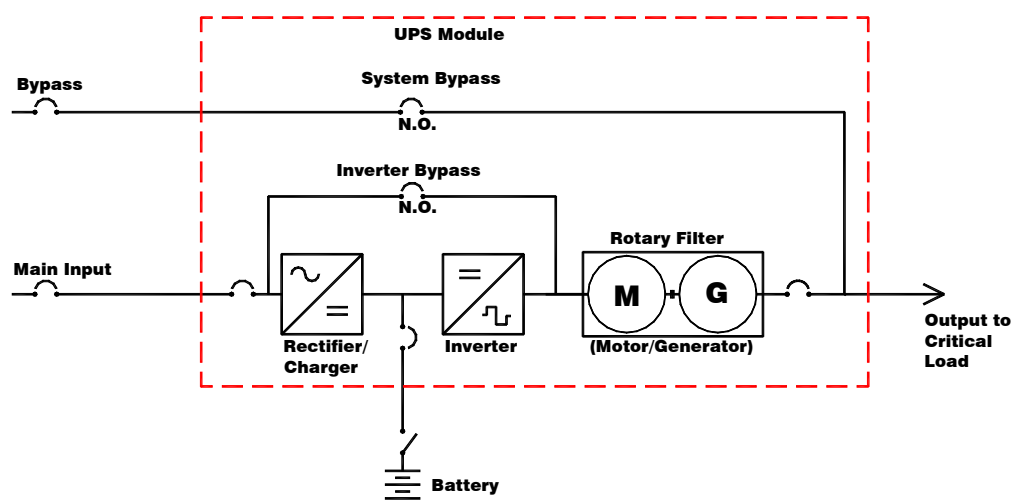 UPS Module
System Bypass
Bypass
N.O.
Inverter Bypass
N.O.
Rotary Filter
Main Input
M
G
Rectifier/
Charger
Inverter
(Motor/Generator)
Output to
Critical
Load
Battery